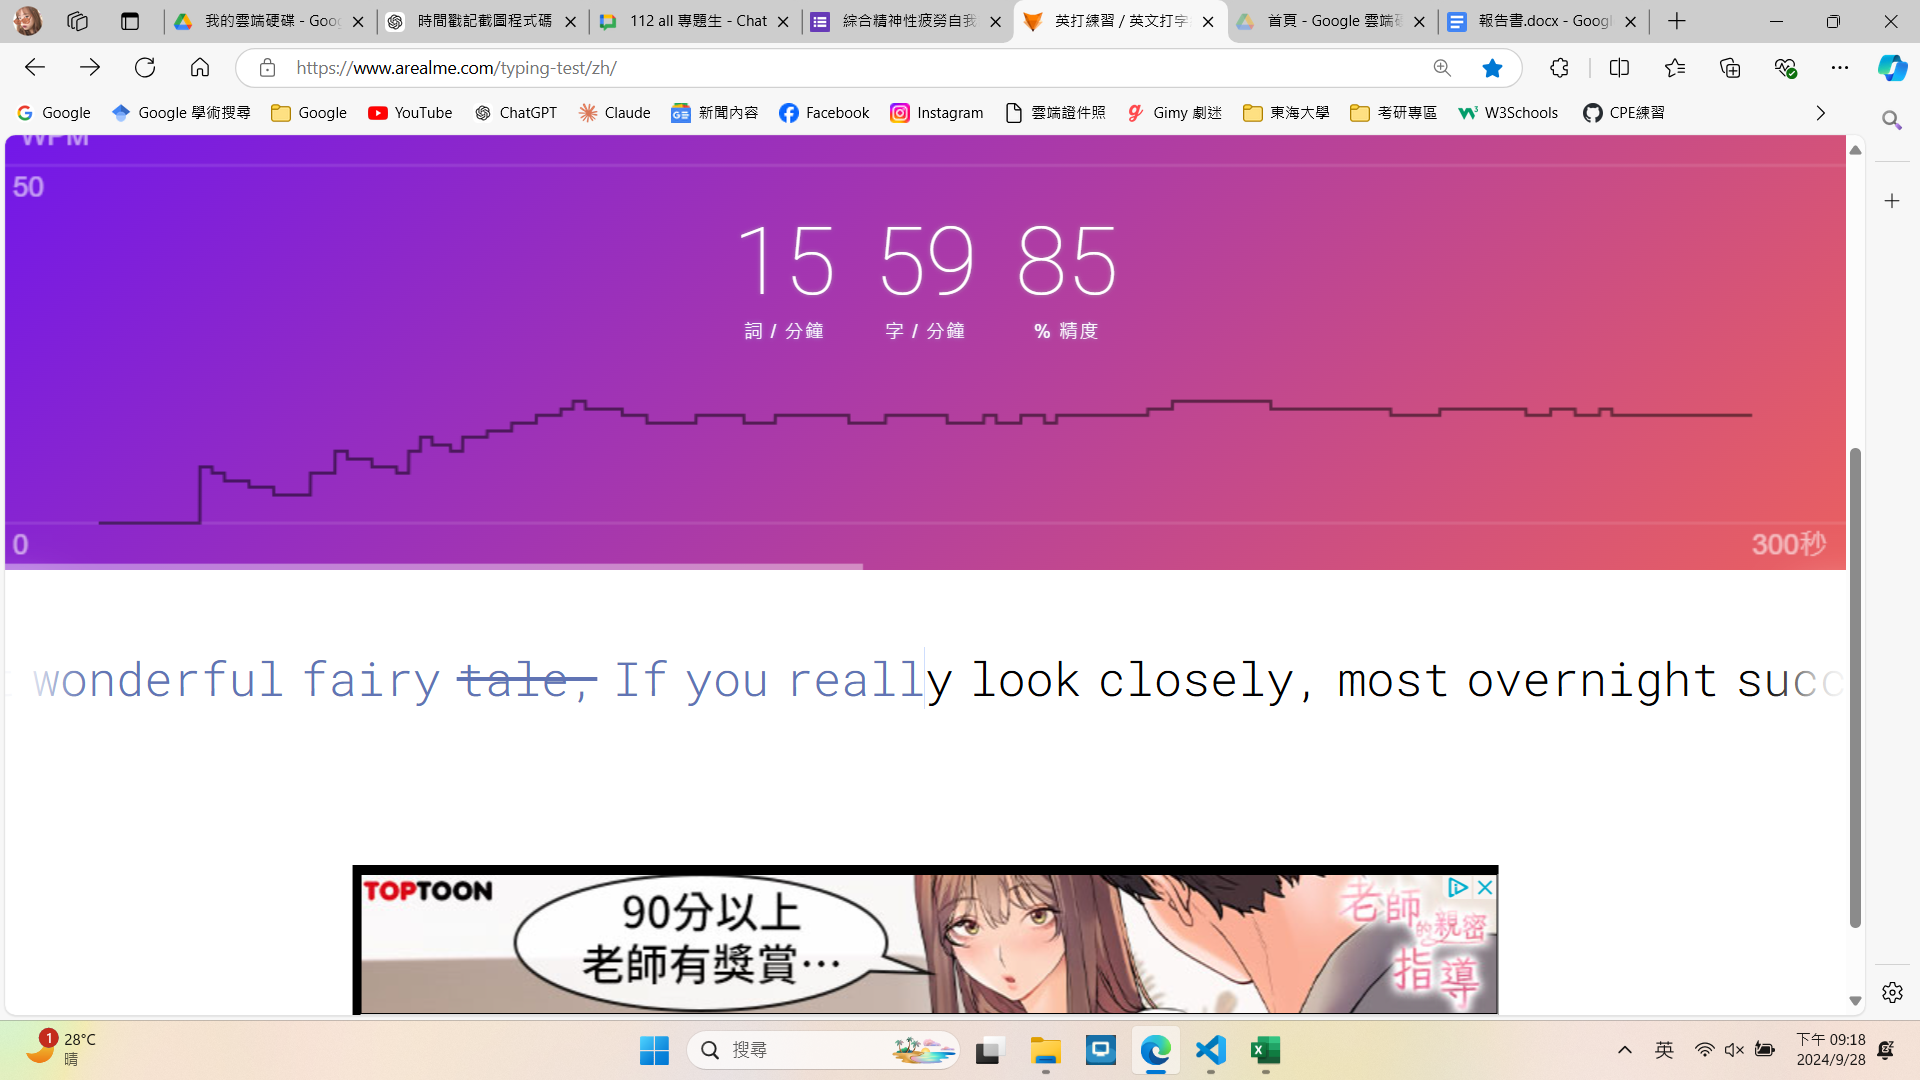 我的雲端硬碟 - Goog
時間戳記截圖程式碼
112 all 專題生 - Chat
綜合精神性疲勞自我
英打練習 / 英文打字
首頁 - Google 雲端硬
報告書.docx - Googl
https://www.arealme.com/typing-test/zh/
Google
Google 學術搜尋
Google
YouTube
ChatGPT
Claude
新聞內容
Facebook
Instagram
雲端證件照
Gimy 劇迷
東海大學
考研專區
W3Schools
CPE練習
WPM
50
15 59 85
詞 / 分鐘 字 / 分鐘 % 精度
0
300秒
wonderful fairy tale, If you really look closely, most overnight succ
TOPTOON
90分以上
老師有獎賞…
老師
的親密
指導
1
28°C
晴
搜尋
英
下午 09:18
2024/9/28